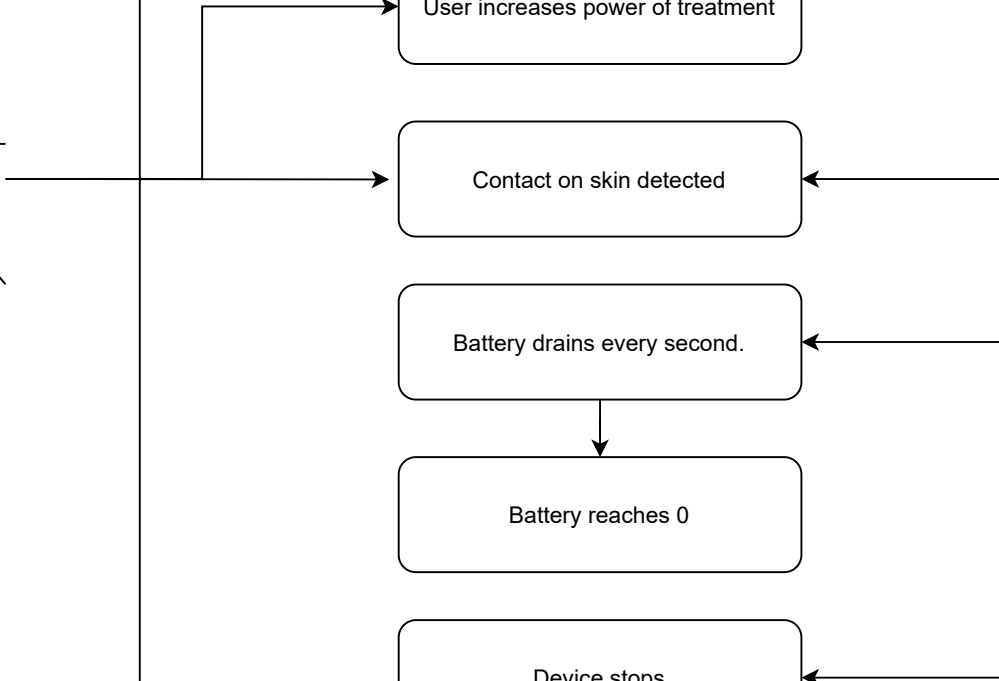 User increases power of treatment
Contact on skin detected
Battery drains every second.
Battery reaches 0
Device stops